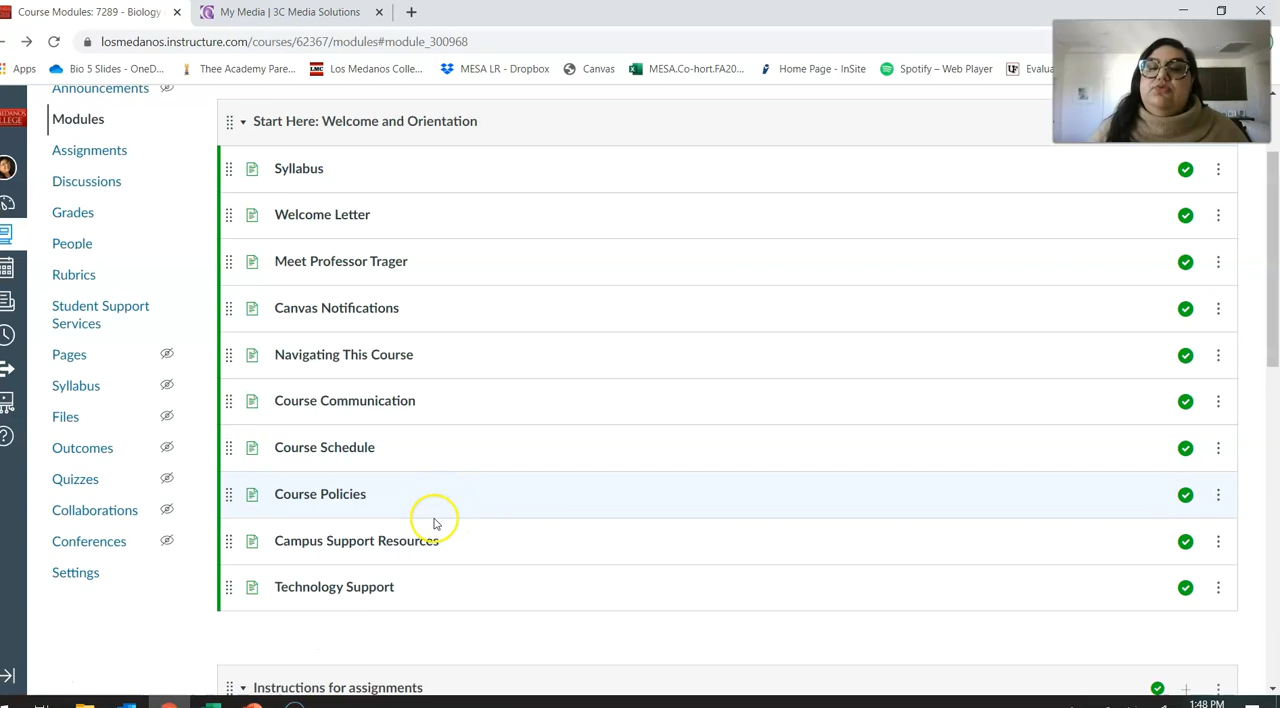 Course Modules: 7289 - Biology
My Media | 3C Media Solutions
losmedanos.instructure.com/courses/62367/modules#module_300968
Apps
Bio 5 Slides - OneD...
Thee Academy Pare...
LMC
Los Medanos Colle...
MESA LR - Dropbox
Canvas
MESA.Co-hort.FA20...
Home Page - InSite
Spotify – Web Player
Evalua
Announcements
Modules
Assignments
Discussions
Grades
People
Rubrics
Student Support
Services
Pages
Syllabus
Files
Outcomes
Quizzes
Collaborations
Conferences
Settings
Start Here: Welcome and Orientation
Syllabus
Welcome Letter
Meet Professor Trager
Canvas Notifications
Navigating This Course
Course Communication
Course Schedule
Course Policies
Campus Support Resources
Technology Support
Instructions for assignments
1:48 PM